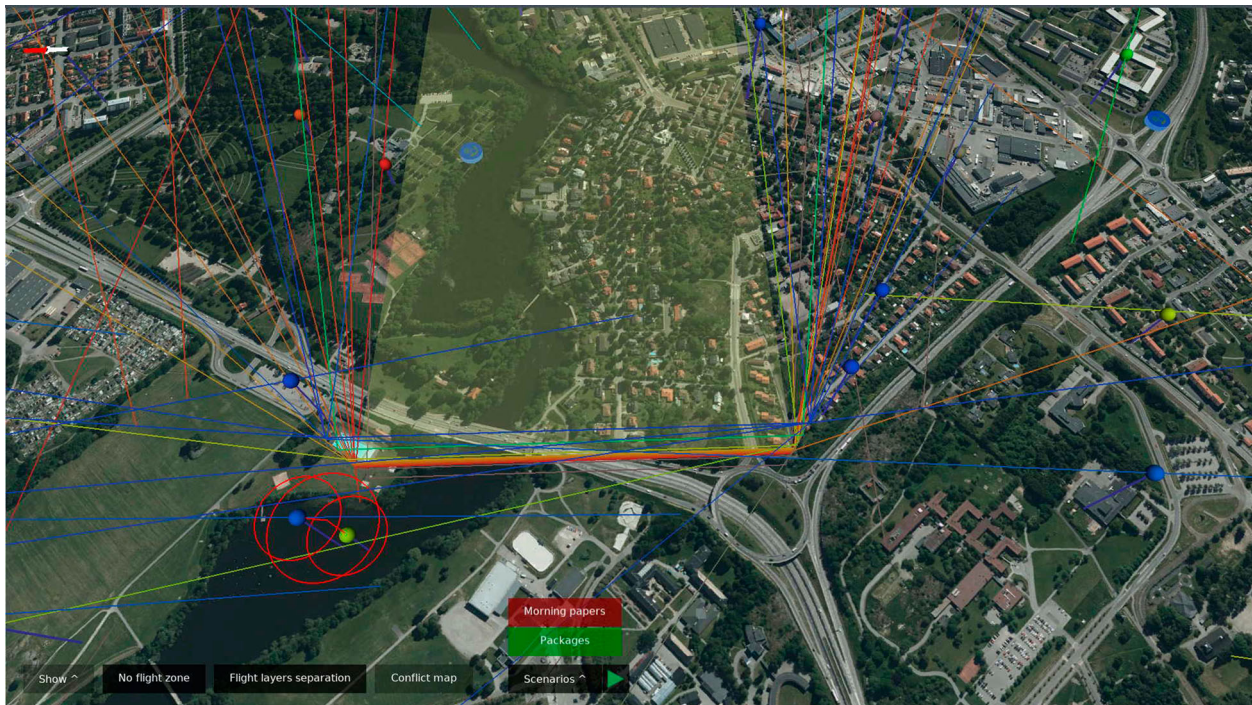 Morning papers
Packages
Show ^
No flight zone
Flight layers separation
Conflict map
Scenarios ^